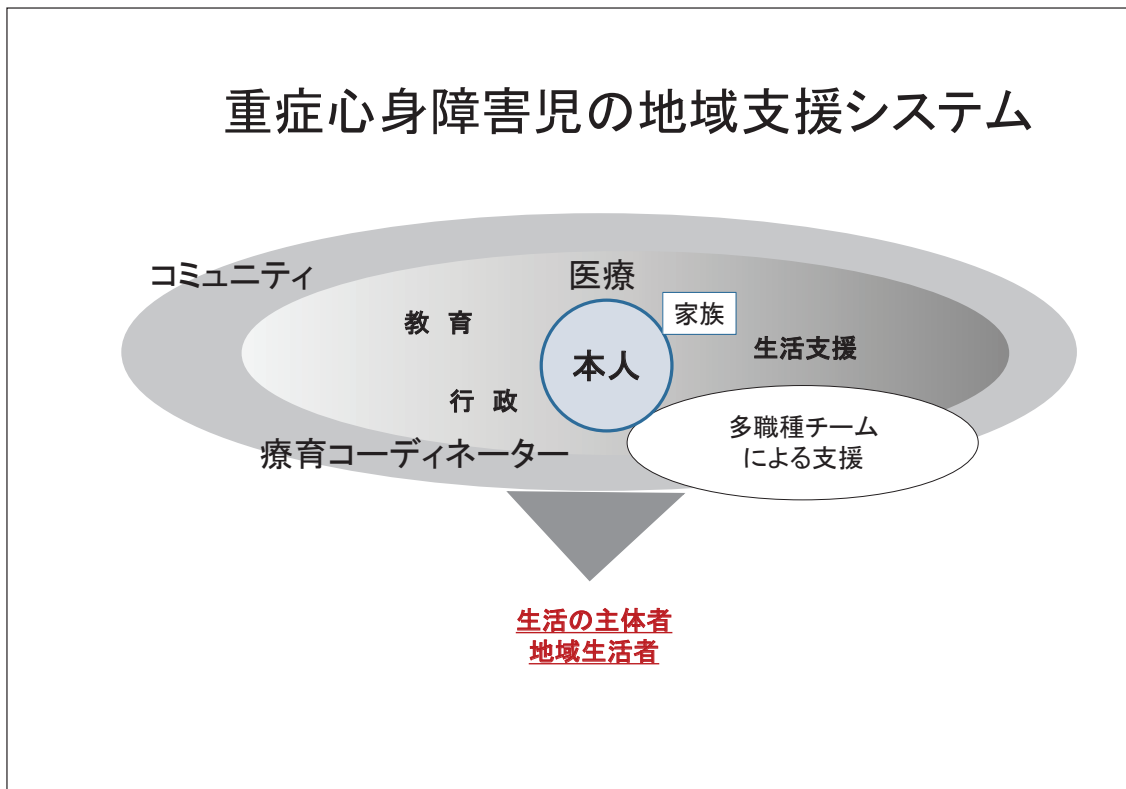 重症心身障害児の地域支援システム
コミュニティ
医療
家族
教 育
本人
生活支援
行 政
療育コーディネーター
多職種チーム
による支援
生活の主体者
地域生活者